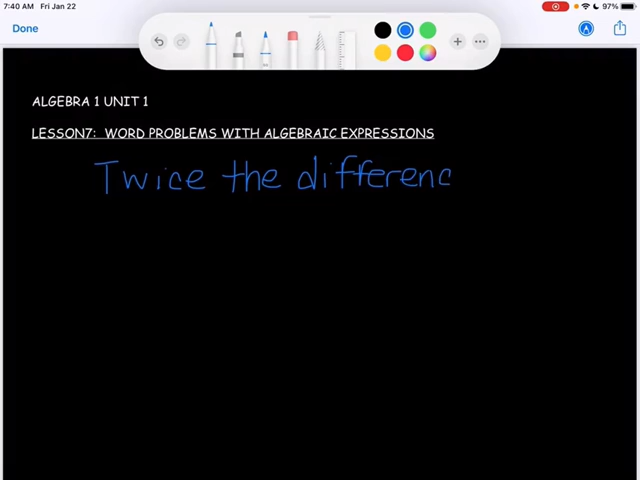 7:40 AM Fri Jan 22
97%
Done
ALGEBRA 1 UNIT 1
LESSON7: WORD PROBLEMS WITH ALGEBRAIC EXPRESSIONS
Twice the differenc